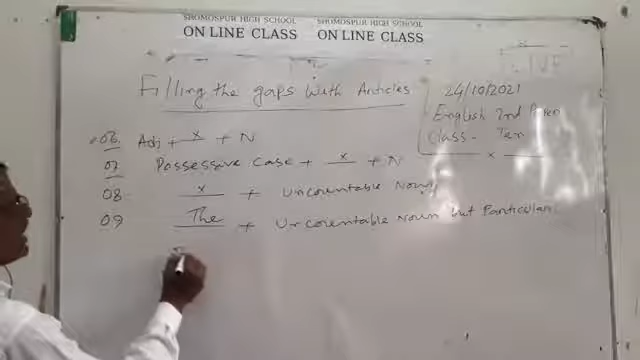 SHOMOSPUR HIGH SCHOOL SHOMOSPUR HIGH SCHOOL
ON LINE CLASS ON LINE CLASS
LIVE
Filling the gaps with Articles
24/10/2021
English 2nd Paper
Class - Ten
x
06. Adj + x + N
07 Possessive Case + x + N
08 x + Uncountable Noun
09 The + Uncountable Noun but Particular